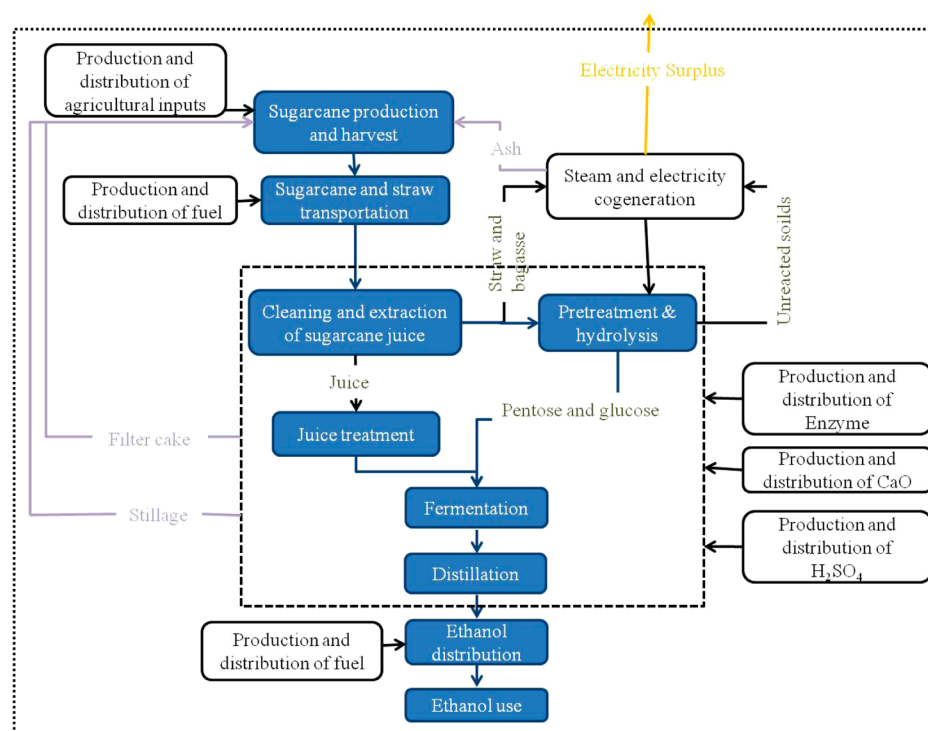 Production and
distribution of
agricultural inputs
Electricity Surplus
Sugarcane production
and harvest
Ash
Steam and electricity
cogeneration
Production and
distribution of fuel
Sugarcane and straw
transportation
Straw and
bagasse
Unreacted soilds
Cleaning and extraction
of sugarcane juice
Pretreatment &
hydrolysis
Juice
Pentose and glucose
Production and
distribution of
Enzyme
Filter cake
Juice treatment
Production and
distribution of CaO
Stillage
Fermentation
Production and
distribution of
H₂SO₄
Distillation
Production and
distribution of fuel
Ethanol
distribution
Ethanol use